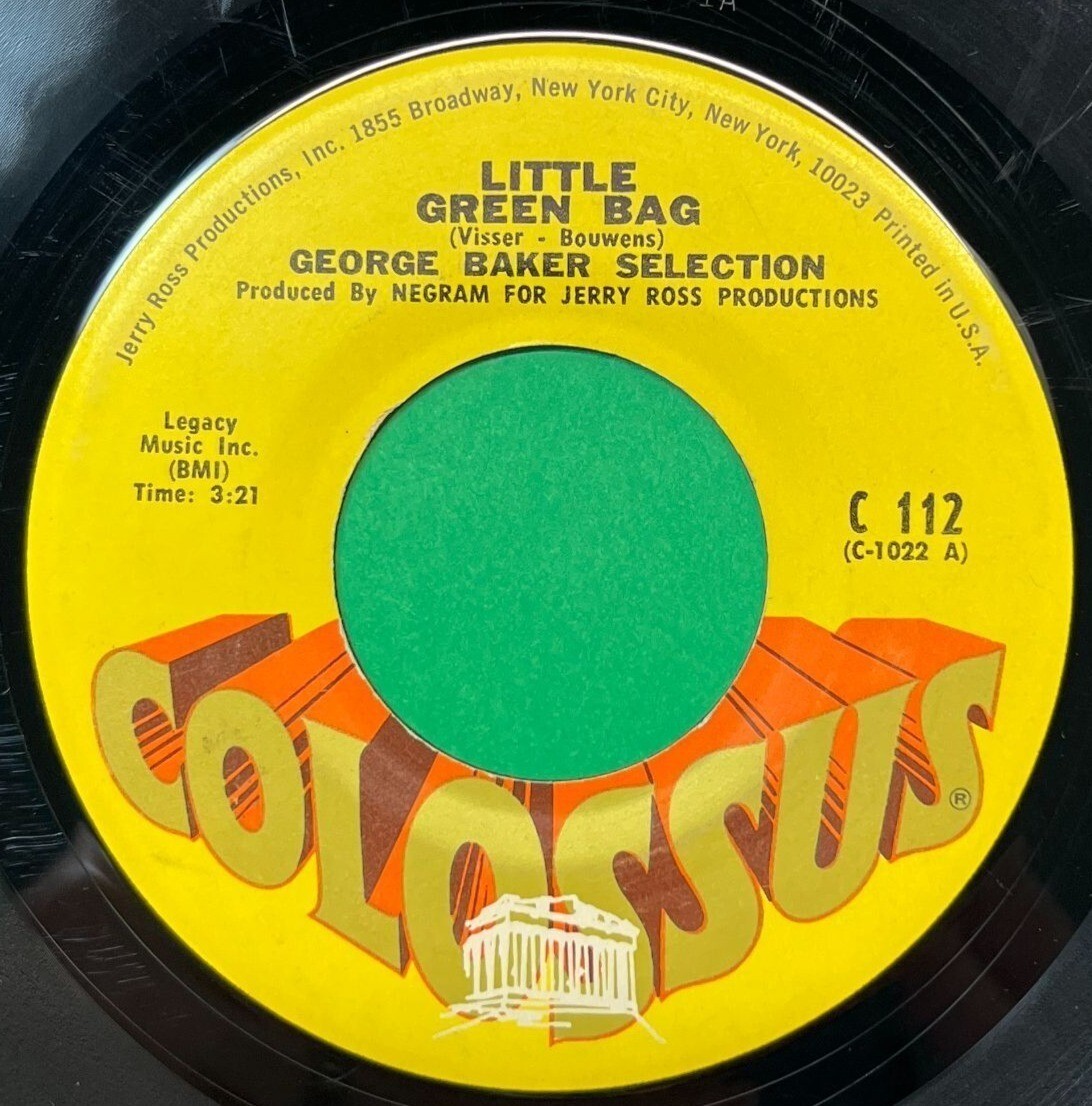 1A
Jerry Ross Productions, Inc. 1855 Broadway, New York City, New York, 10023 Printed in U.S.A.
LITTLE
GREEN BAG
(Visser - Bouwens)
GEORGE BAKER SELECTION
Produced By NEGRAM FOR JERRY ROSS PRODUCTIONS
Legacy
Music Inc.
(BMI)
Time: 3:21
C 112
(C-1022 A)
COLOSSUS®